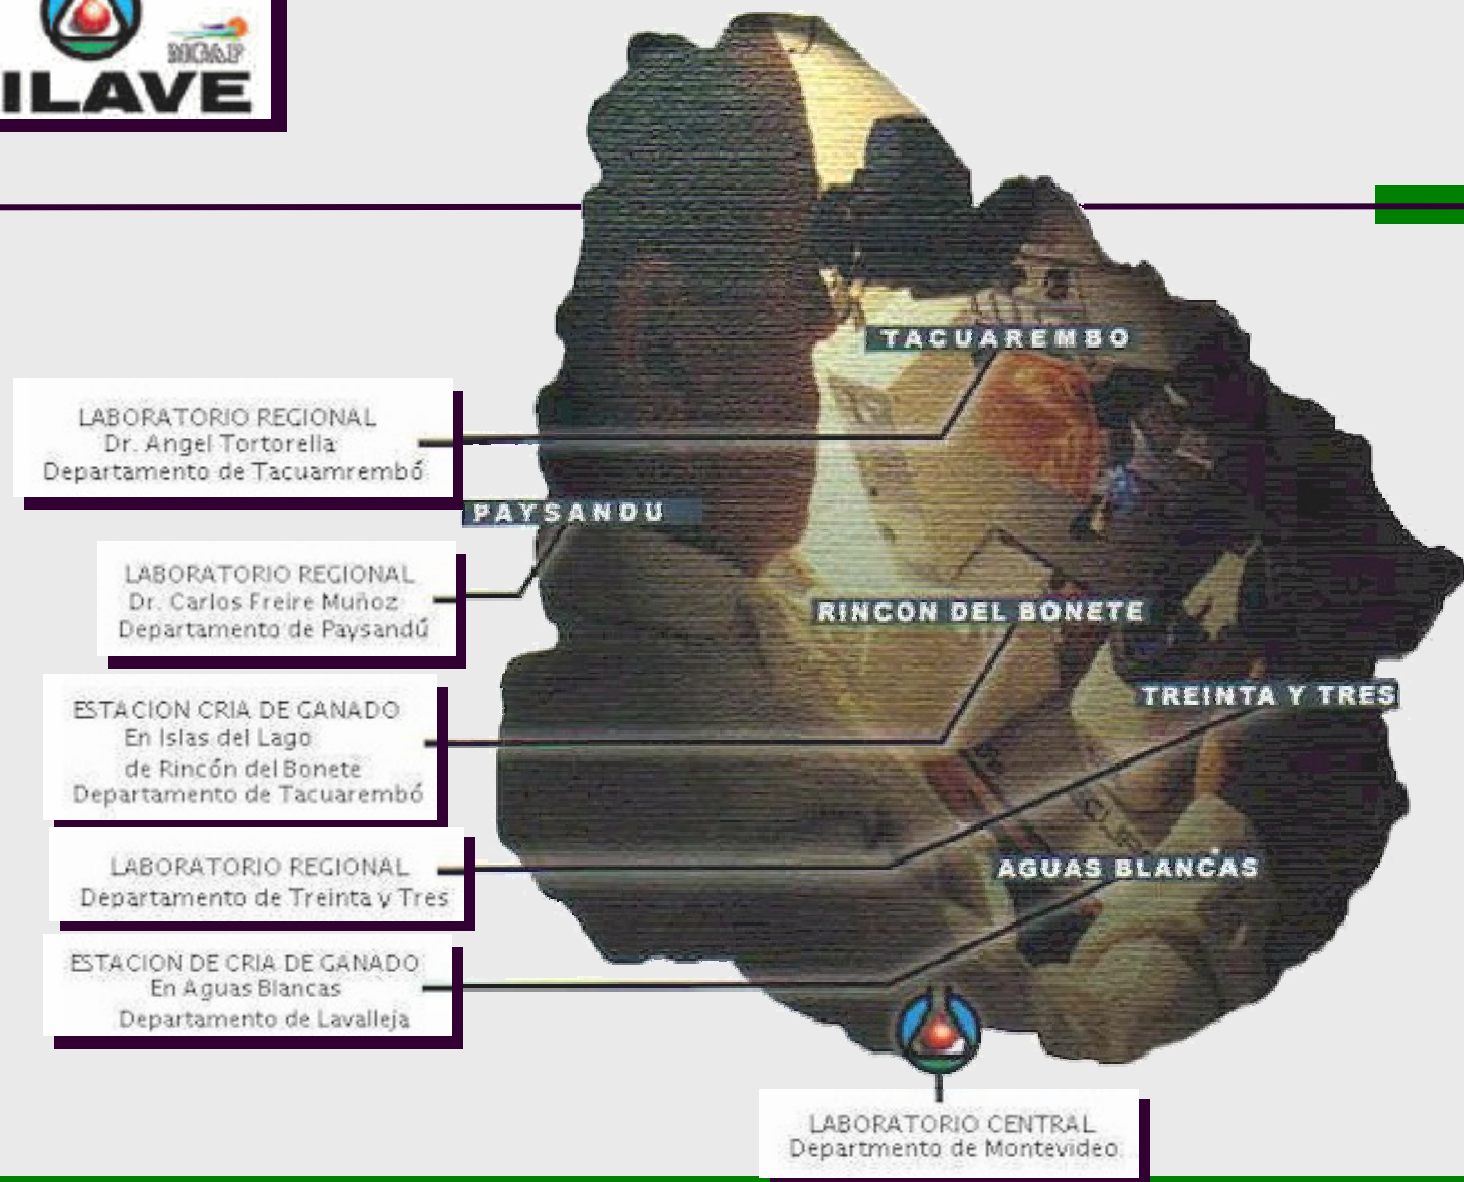 MGAP
ILAVE
TACUAREMBO
LABORATORIO REGIONAL
Dr. Angel Tortorella
Departamento de Tacuamrembó
PAYSANDU
LABORATORIO REGIONAL
Dr. Carlos Freire Muñoz
Departamento de Paysandú
RINCON DEL BONETE
ESTACION CRIA DE GANADO
En Islas del Lago
de Rincón del Bonete
Departamento de Tacuarembó
TREINTA Y TRES
LABORATORIO REGIONAL
Departamento de Treinta y Tres
AGUAS BLANCAS
ESTACION DE CRIA DE GANADO
En Aguas Blancas
Departamento de Lavalleja
LABORATORIO CENTRAL
Departmento de Montevideo